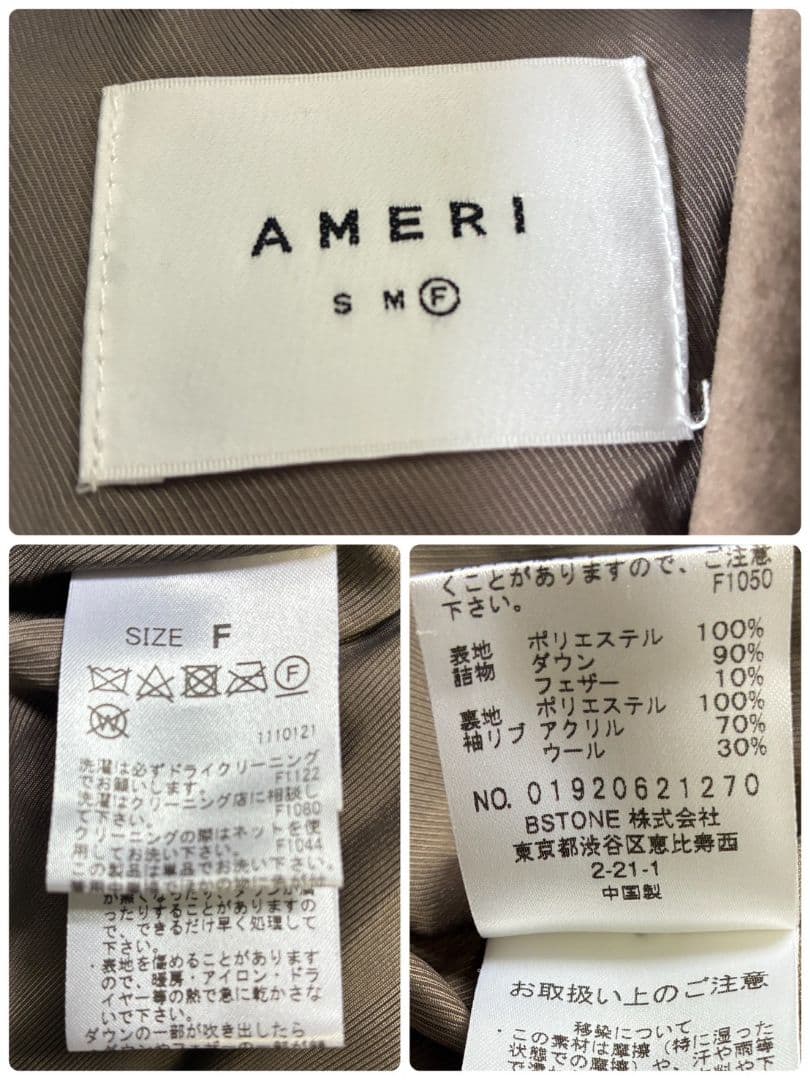 AMERI
S M F
SIZE F
F
W
1110121
洗濯は必ずドライクリーニング
でお願いします。 F1122
洗濯はクリーニング店に相談し
て下さい。 F1080
クリーニングの際はネットを使
用してお洗い下さい。 F1044
この製品は単品でお洗い下さい。
ったりすることがありますの
で、できるだけ早く処理して
下さい。
・表地を傷めることがあります
ので、暖房・アイロン・ドラ
イヤー等の熱で急に乾かさな
いで下さい。
ダウンの一部が吹き出したら
くことがありますので、ご注意
下さい。 F1050
表地 ポリエステル 100%
詰物 ダウン 90%
フェザー 10%
裏地 ポリエステル 100%
袖リブ アクリル 70%
ウール 30%
NO. 01920621270
BSTONE 株式会社
東京都渋谷区恵比寿西
2-21-1
中国製
お取扱い上のご注意
移染について
・この素材は摩擦（特に湿った
状態での摩擦）や、汗や雨等